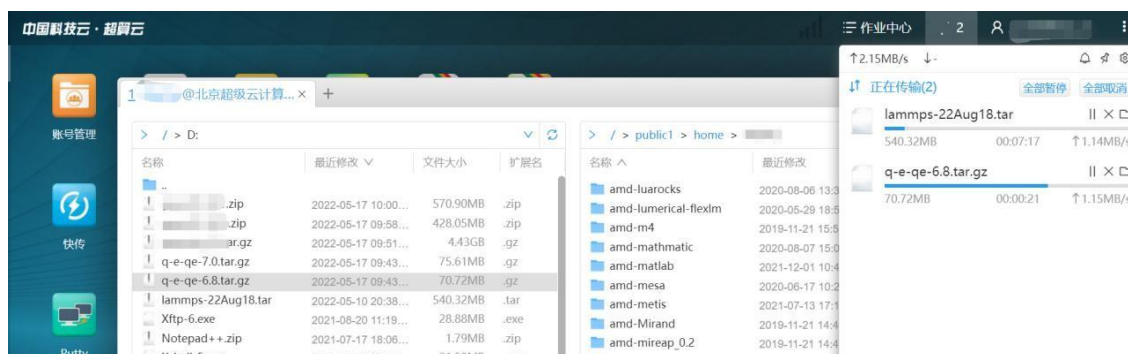 中国科技云·超算云
作业中心 2
↑2.15MB/s ↓-
正在传输(2) 全部暂停 全部取消
lammps-22Aug18.tar
540.32MB 00:07:17 ↑1.14MB/s
q-e-qe-6.8.tar.gz
70.72MB 00:00:21 ↑1.15MB/s
账号管理
快传
Putty
1 @北京超级云计算... × +
> / > D:
名称 最近修改 文件大小 扩展名
..
.zip 2022-05-17 10:00... 570.90MB .zip
.zip 2022-05-17 09:58... 428.05MB .zip
ar.gz 2022-05-17 09:51... 4.43GB .gz
q-e-qe-7.0.tar.gz 2022-05-17 09:43... 75.61MB .gz
q-e-qe-6.8.tar.gz 2022-05-17 09:43... 70.72MB .gz
lammps-22Aug18.tar 2022-05-10 20:38... 540.32MB .tar
Xftp-6.exe 2021-08-20 11:19... 28.88MB .exe
Notepad++.zip 2021-07-17 18:06... 1.79MB .zip
> / > public1 > home >
名称 最近修改
amd-luarocks 2020-08-06 13:3
amd-lumerical-flexlm 2020-05-29 18:5
amd-m4 2019-11-21 15:5
amd-mathmatic 2020-08-07 15:0
amd-matlab 2021-12-01 10:4
amd-mesa 2020-06-17 10:2
amd-metis 2021-07-13 17:1
amd-Mirand 2019-11-21 14:4
amd-mireap_0.2 2019-11-21 14:4